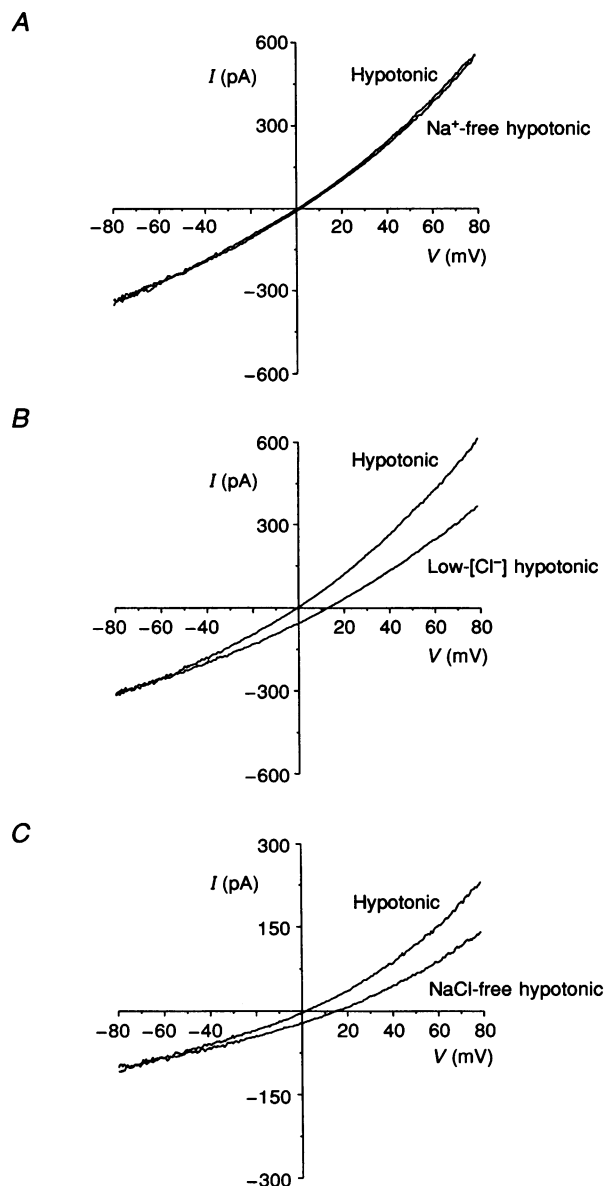 A
600
I (pA)
Hypotonic
300
Na⁺-free hypotonic
−80 −60 −40 20 40 60 80
V (mV)
−300
−600
B
600
Hypotonic
I (pA)
300
Low-[Cl⁻] hypotonic
−80 −60 −40 20 40 60 80
V (mV)
−300
−600
C
300
I (pA)
Hypotonic
150
NaCl-free hypotonic
−80 −60 −40 20 40 60 80
V (mV)
−150
−300